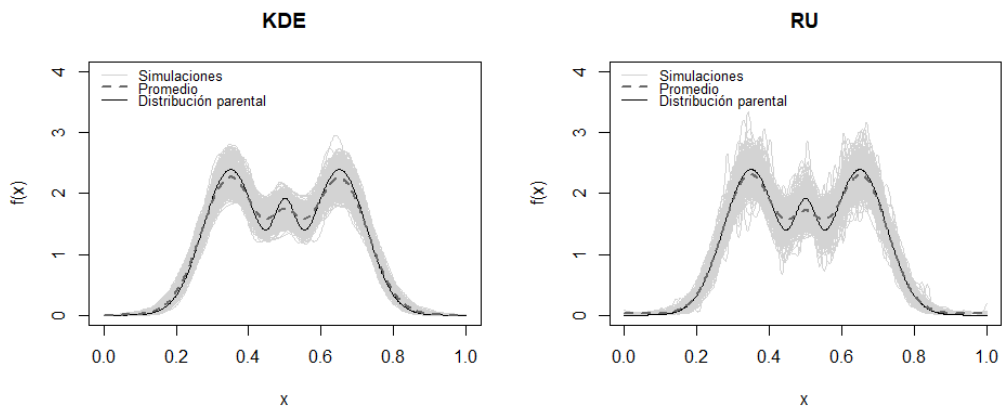 KDE
4
3
2
1
0
f(x)
Simulaciones
Promedio
Distribución parental
0.0 0.2 0.4 0.6 0.8 1.0
x
RU
4
3
2
1
0
f(x)
Simulaciones
Promedio
Distribución parental
0.0 0.2 0.4 0.6 0.8 1.0
x